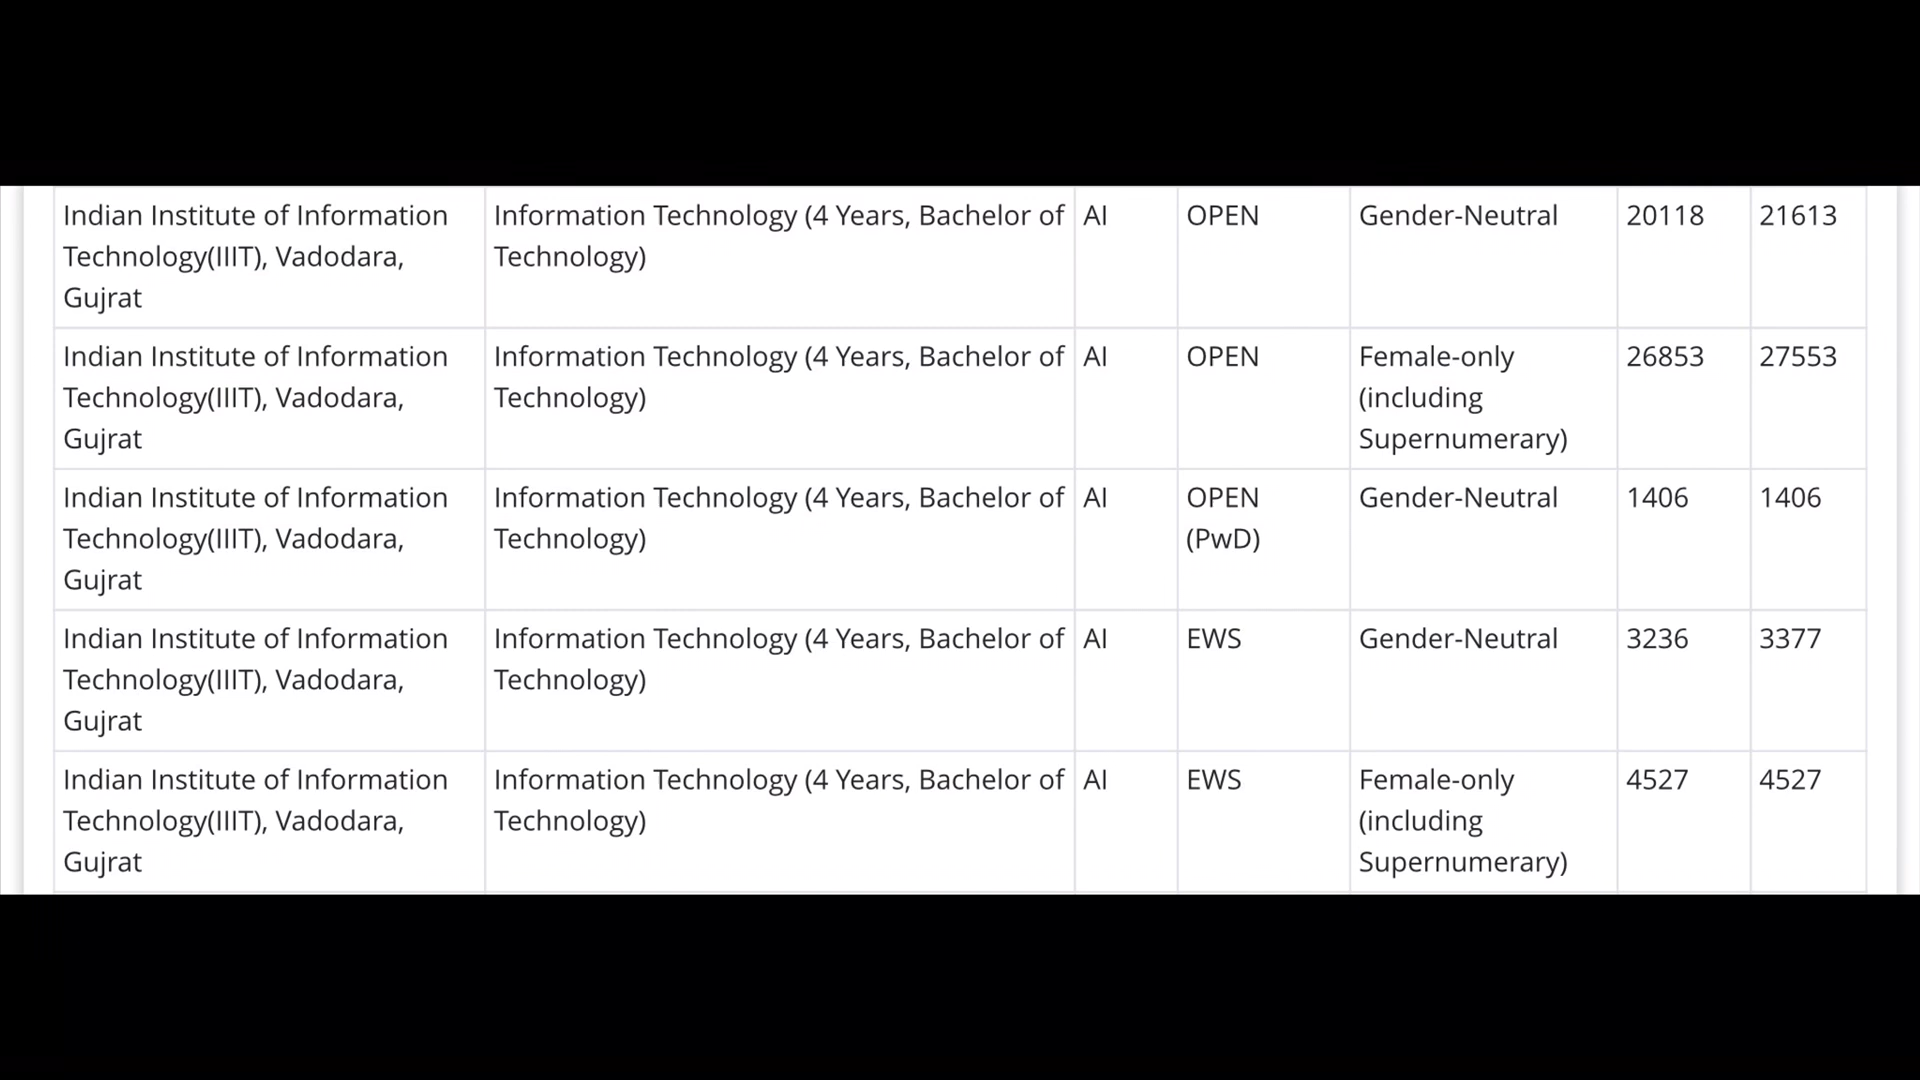 Indian Institute of Information Information Technology (4 Years, Bachelor of AI OPEN Gender-Neutral 20118 21613
Technology(IIIT), Vadodara, Technology)
Gujrat
Indian Institute of Information Information Technology (4 Years, Bachelor of AI OPEN Female-only 26853 27553
Technology(IIIT), Vadodara, Technology) (including
Gujrat Supernumerary)
Indian Institute of Information Information Technology (4 Years, Bachelor of AI OPEN Gender-Neutral 1406 1406
Technology(IIIT), Vadodara, Technology) (PwD)
Gujrat
Indian Institute of Information Information Technology (4 Years, Bachelor of AI EWS Gender-Neutral 3236 3377
Technology(IIIT), Vadodara, Technology)
Gujrat
Indian Institute of Information Information Technology (4 Years, Bachelor of AI EWS Female-only 4527 4527
Technology(IIIT), Vadodara, Technology) (including
Gujrat Supernumerary)